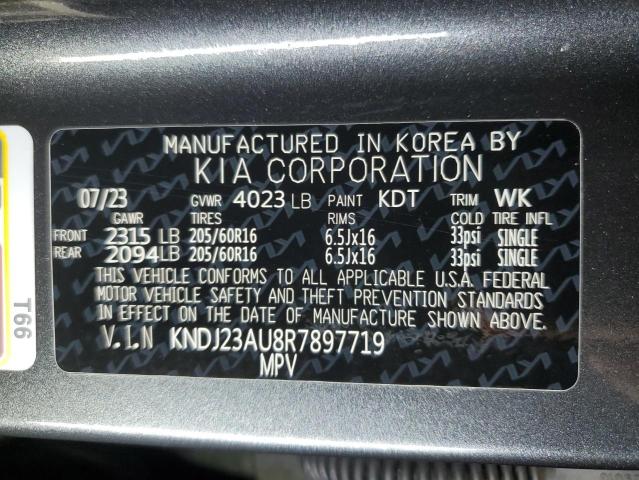 MANUFACTURED IN KOREA BY
KIA CORPORATION
07/23 GVWR 4023 LB PAINT KDT TRIM WK
GAWR TIRES RIMS COLD TIRE INFL
FRONT 2315 LB 205/60R16 6.5Jx16 33psi SINGLE
REAR 2094LB 205/60R16 6.5Jx16 33psi SINGLE
THIS VEHICLE CONFORMS TO ALL APPLICABLE U.S.A. FEDERAL
MOTOR VEHICLE SAFETY AND THEFT PREVENTION STANDARDS
IN EFFECT ON THE DATE OF MANUFACTURE SHOWN ABOVE.
V.I.N KNDJ23AU8R7897719
MPV
T66